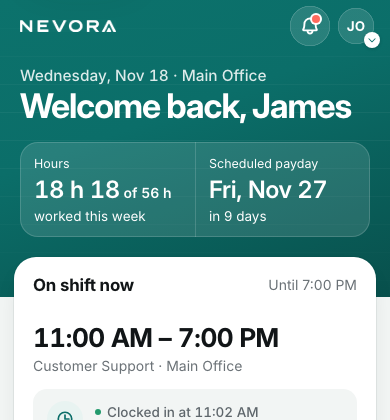 NEVORA
JO
Wednesday, Nov 18 · Main Office
Welcome back, James
Hours
18 h 18 of 56 h
worked this week
Scheduled payday
Fri, Nov 27
in 9 days
On shift now
Until 7:00 PM
11:00 AM – 7:00 PM
Customer Support · Main Office
Clocked in at 11:02 AM